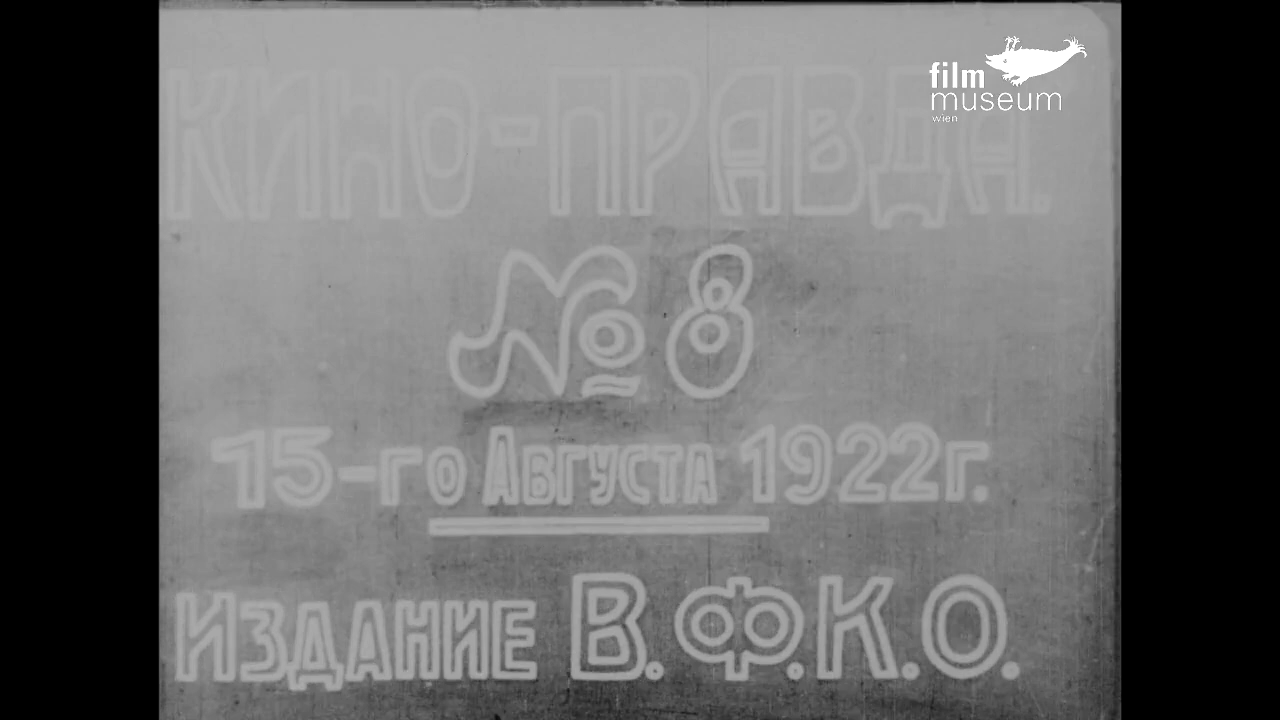 film
museum
wien
КИНО-ПРАВДА.
№ 8
15-го Августа 1922г.
ИЗДАНИЕ В.Ф.К.О.